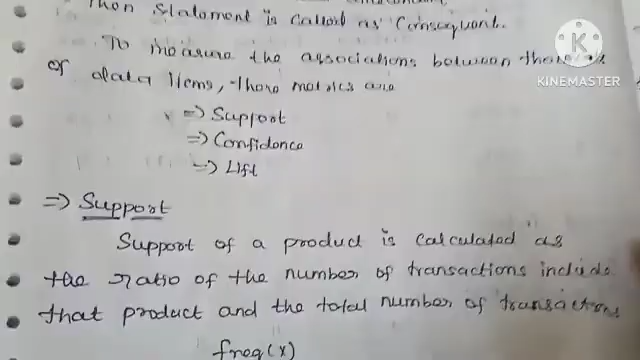 Then Statement is called as Consequent.
To measure the associations between thousands
of data items, there metrics are
=> Support
=> Confidence
=> Lift
=> Support
Support of a product is calculated as
the ratio of the number of transactions include
that product and the total number of transactions
freq(x)
KINEMASTER